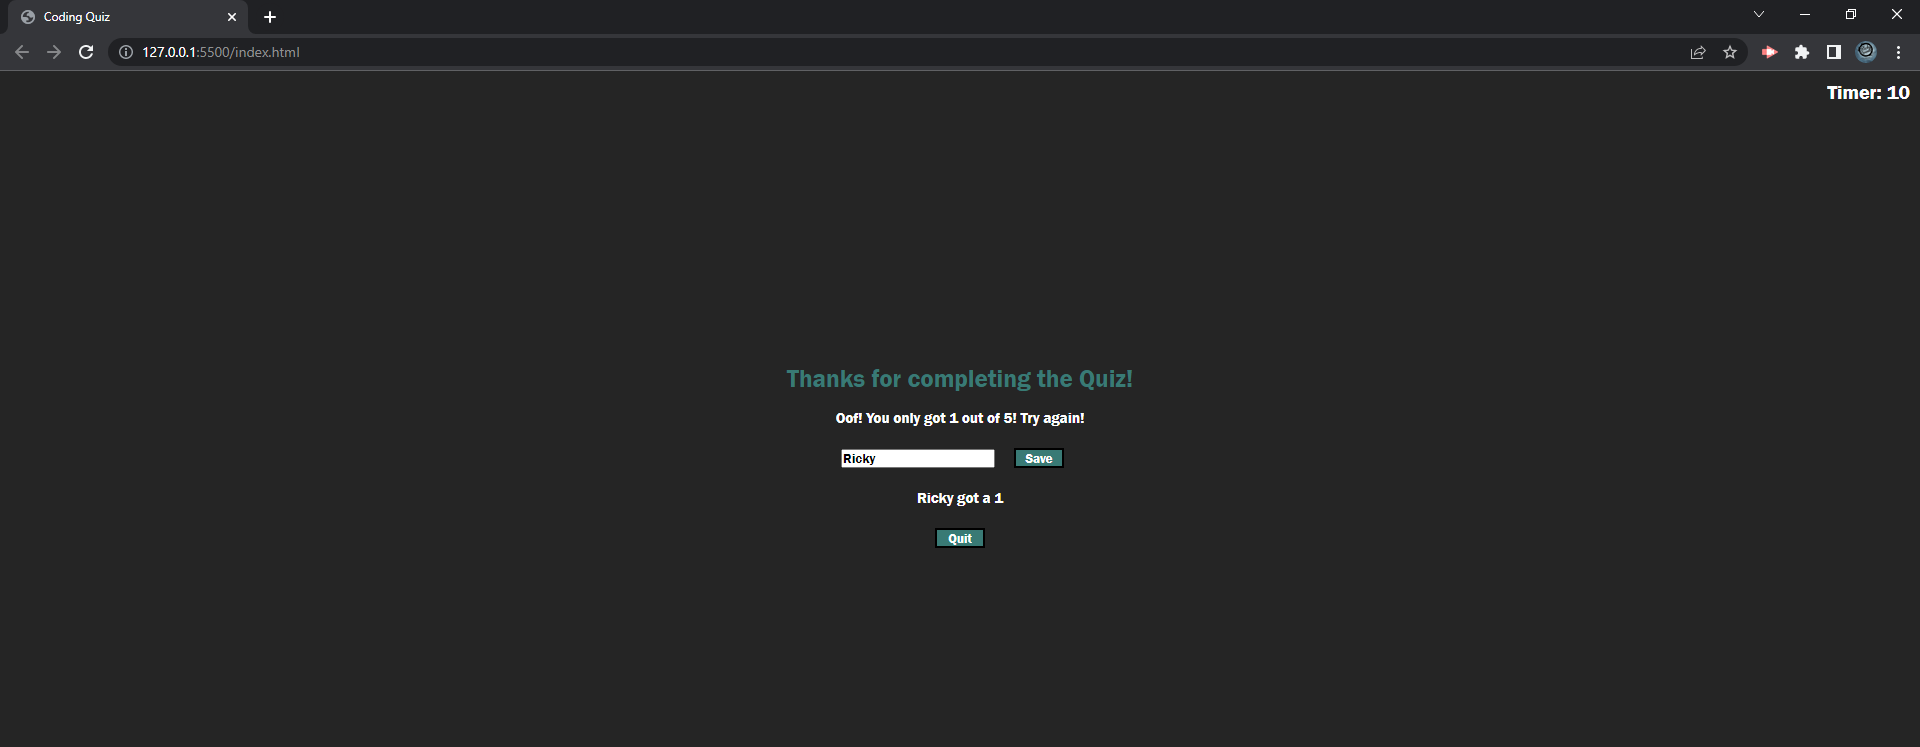 Coding Quiz
127.0.0.1:5500/index.html
Timer: 10
Thanks for completing the Quiz!
Oof! You only got 1 out of 5! Try again!
Ricky Save
Ricky got a 1
Quit